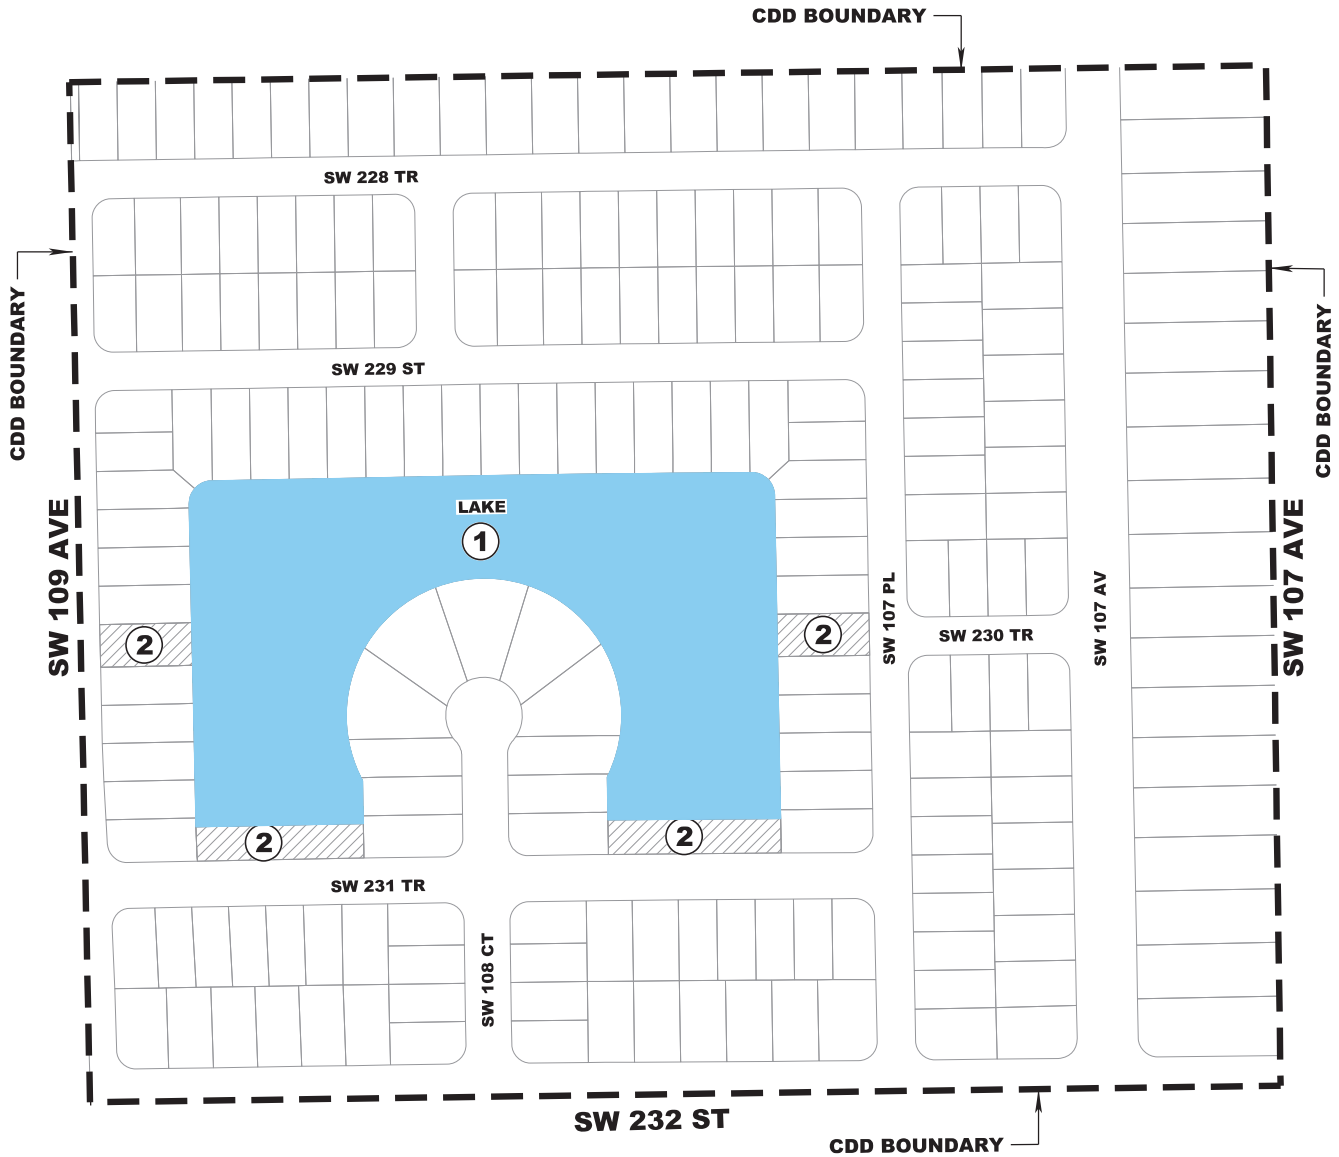 CDD BOUNDARY
SW 228 TR
CDD BOUNDARY
CDD BOUNDARY
SW 229 ST
LAKE
1
SW 109 AVE
SW 107 PL
SW 107 AV
SW 107 AVE
2
2
SW 230 TR
2
2
SW 231 TR
SW 108 CT
SW 232 ST
CDD BOUNDARY